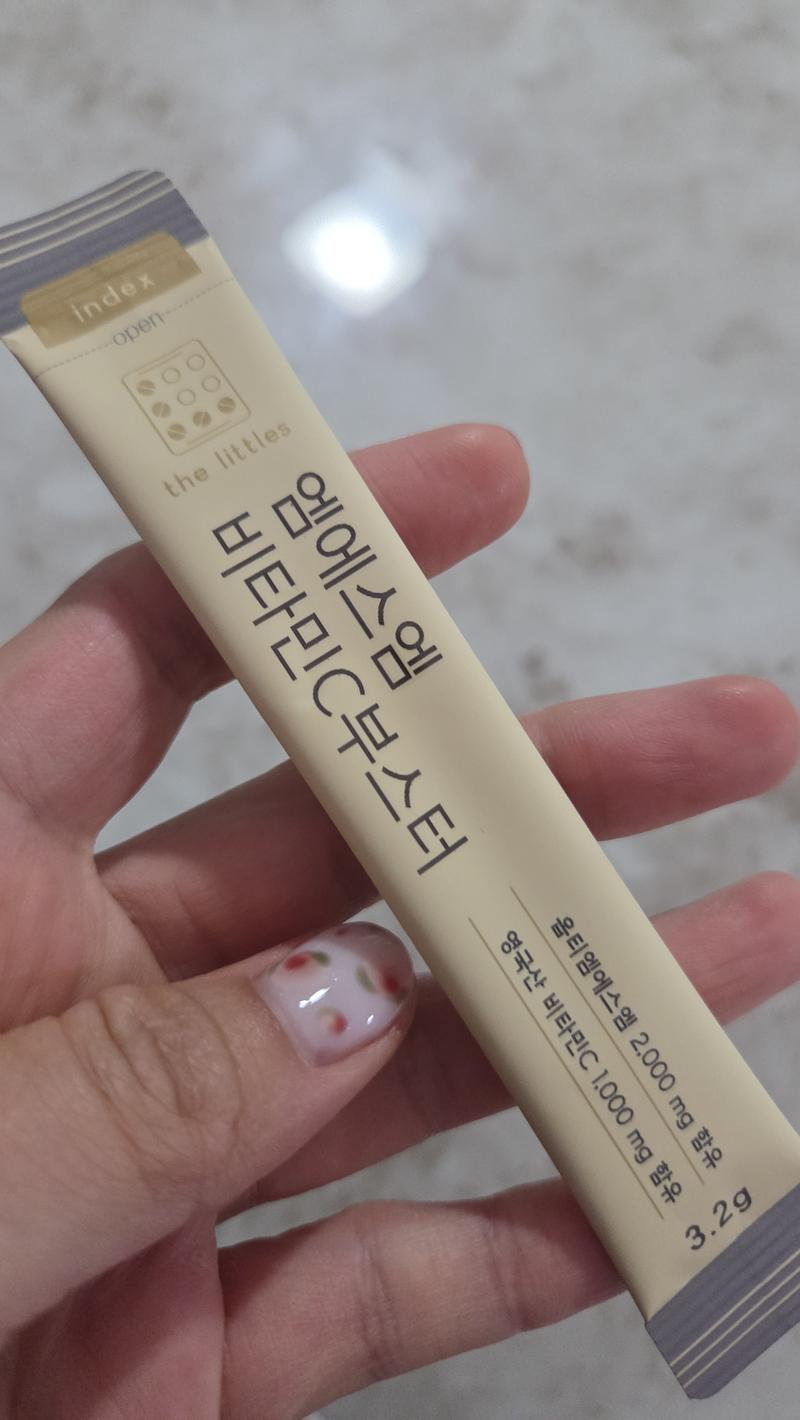 index
open
the littles
엠에스엠
비타민C부스터
옵티엠에스엠 2,000 mg 함유
영국산 비타민C 1,000 mg 함유
3.2g